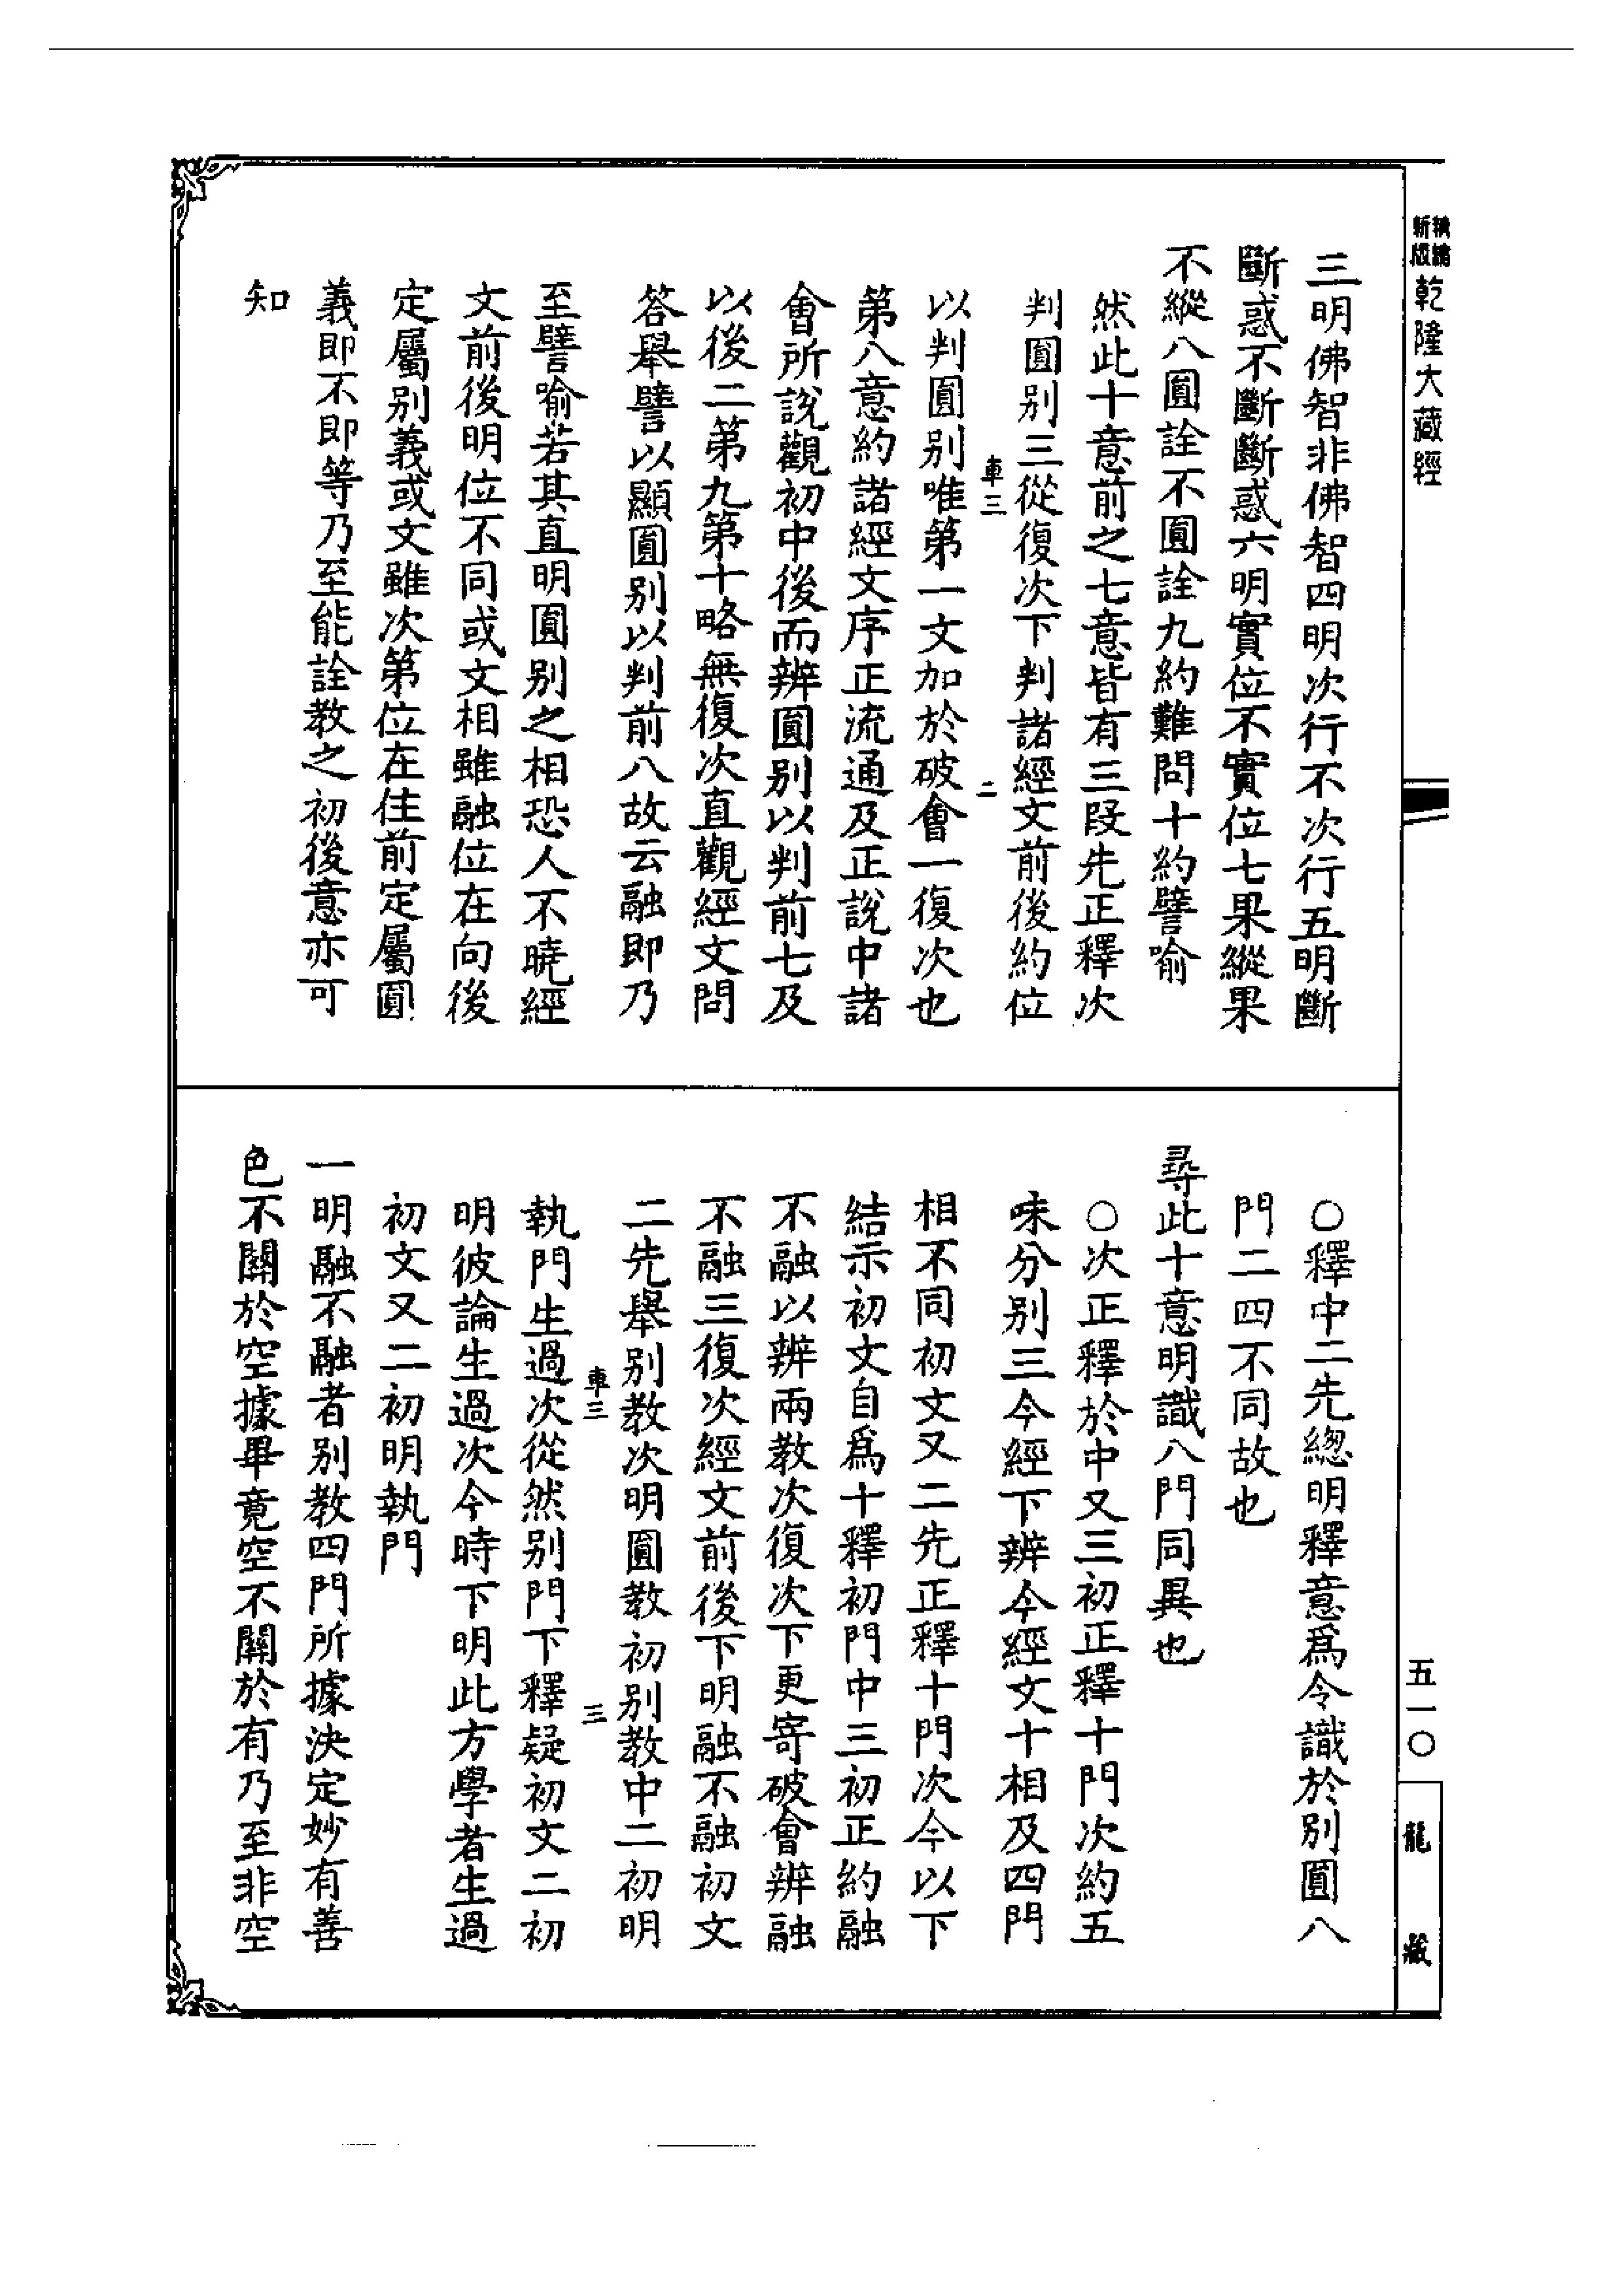 新編
新版
乾隆大藏經
三明佛智非佛智四明次行不次行五明斷
斷惑不斷斷惑六明實位不實位七果縱果
不縱八圓詮不圓詮九約難問十約譬喻
然此十意前之七意皆有三段先正釋次
判圓別三從復次下判諸經文前後約位
車三
二
以判圓別唯第一文加於破會一復次也
第八意約諸經文序正流通及正說中諸
會所說觀初中後而辨圓別以判前七及
以後二第九第十略無復次直觀經文問
答舉譬以顯圓別以判前八故云融即乃
至譬喻若其直明圓別之相恐人不曉經
文前後明位不同或文相雖融位在向後
定屬別義或文雖次第位在住前定屬圓
義即不即等乃至能詮教之初後意亦可
知
○釋中二先總明釋意爲令識於別圓八
門二四不同故也
尋此十意明識八門同異也
○次正釋於中又三初正釋十門次約五
味分別三今經下辨今經文十相及四門
相不同初文又二先正釋十門次今以下
結示初文自爲十釋初門中三初正約融
不融以辨兩教次復次下更寄破會辨融
不融三復次經文前後下明融不融初文
二先舉別教次明圓教初別教中二初明
車三
三
執門生過次從然別門下釋疑初文二初
明彼論生過次今時下明此方學者生過
初文又二初明執門
一明融不融者別教四門所據決定妙有善
色不關於空據畢竟空不關於有乃至非空
五一〇
龍藏